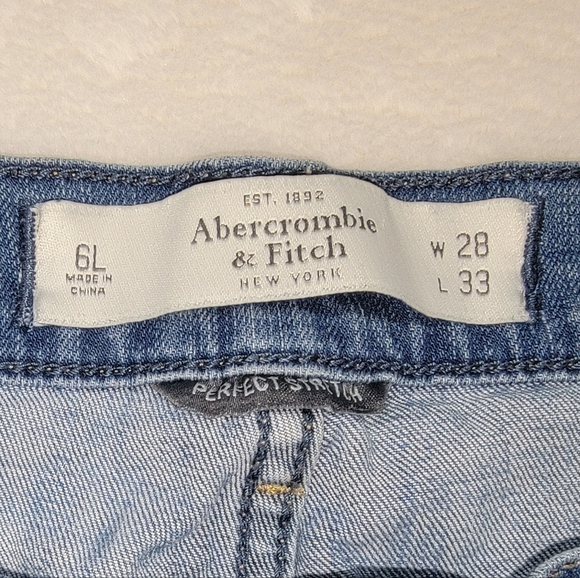 EST. 1892
Abercrombie
& Fitch
NEW YORK
6L
MADE IN
CHINA
W 28
L 33
PERFECT STRETCH